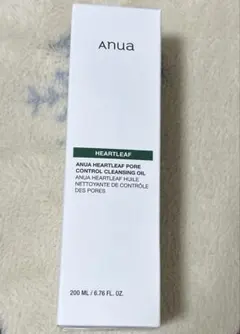 Anua
HEARTLEAF
ANUA HEARTLEAF PORE
CONTROL CLEANSING OIL
ANUA HEARTLEAF HUILE
NETTOYANTE DE CONTRÔLE
DES PORES
200 ML / 6.76 FL. OZ.